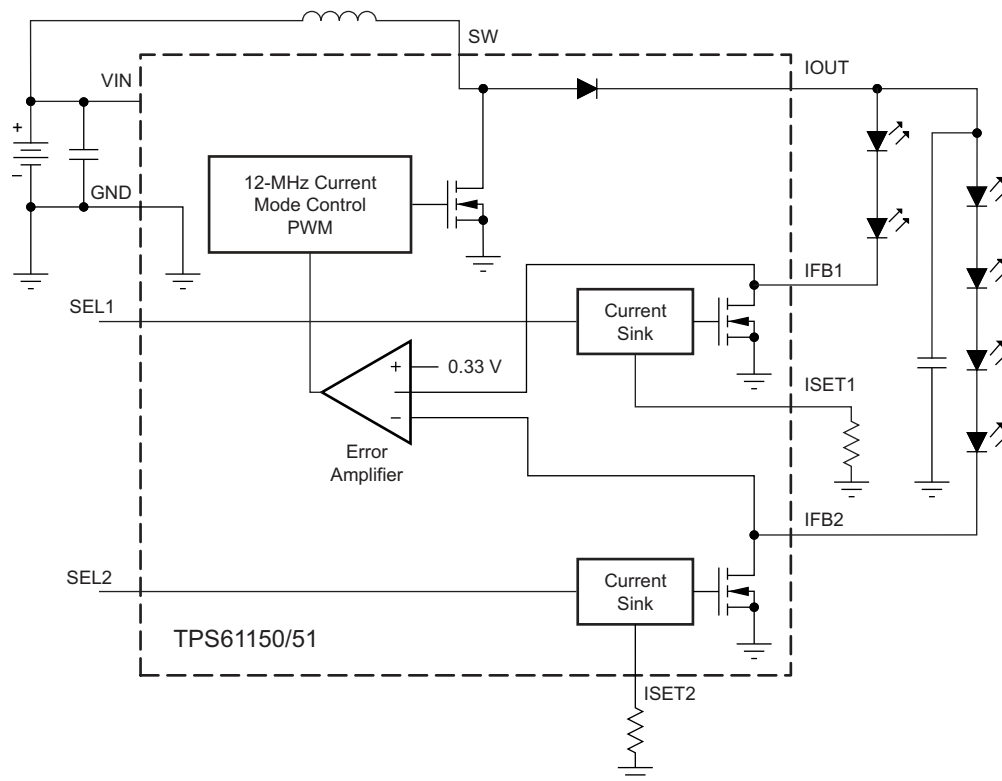 SW
IOUT
VIN
+
−
GND
12-MHz Current
Mode Control
PWM
IFB1
SEL1
Current
Sink
+
0.33 V
−
ISET1
Error
Amplifier
IFB2
SEL2
Current
Sink
TPS61150/51
ISET2